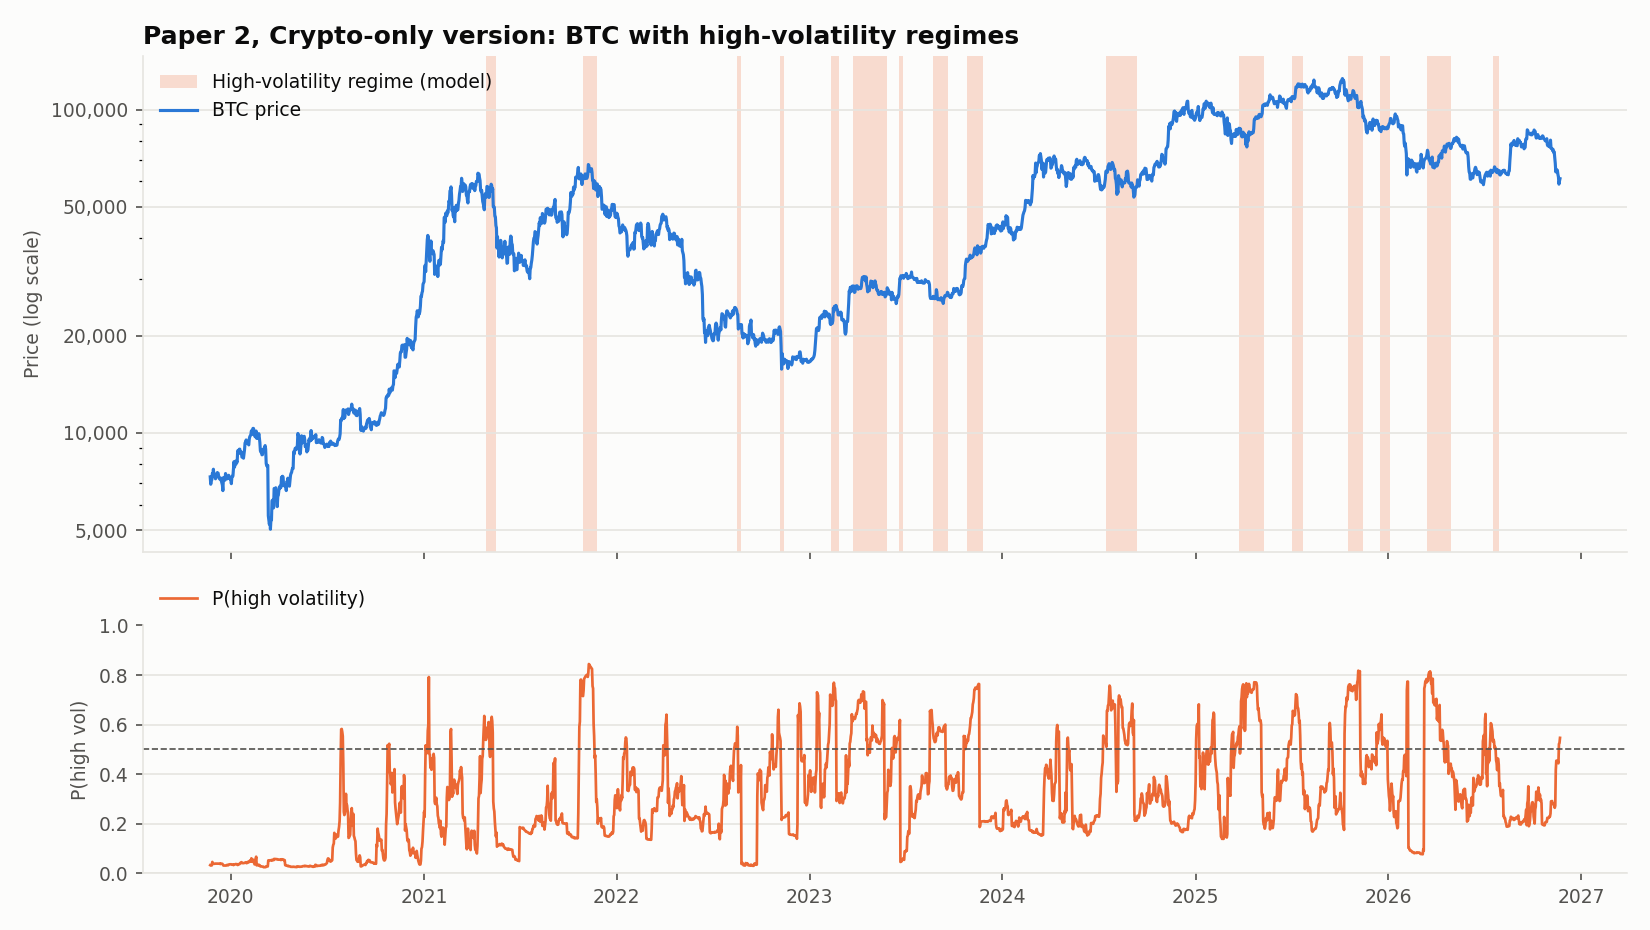 Paper 2, Crypto-only version: BTC with high-volatility regimes
High-volatility regime (model)
BTC price
Price (log scale)
100,000
50,000
20,000
10,000
5,000
P(high volatility)
P(high vol)
1.0
0.8
0.6
0.4
0.2
0.0
2020 2021 2022 2023 2024 2025 2026 2027